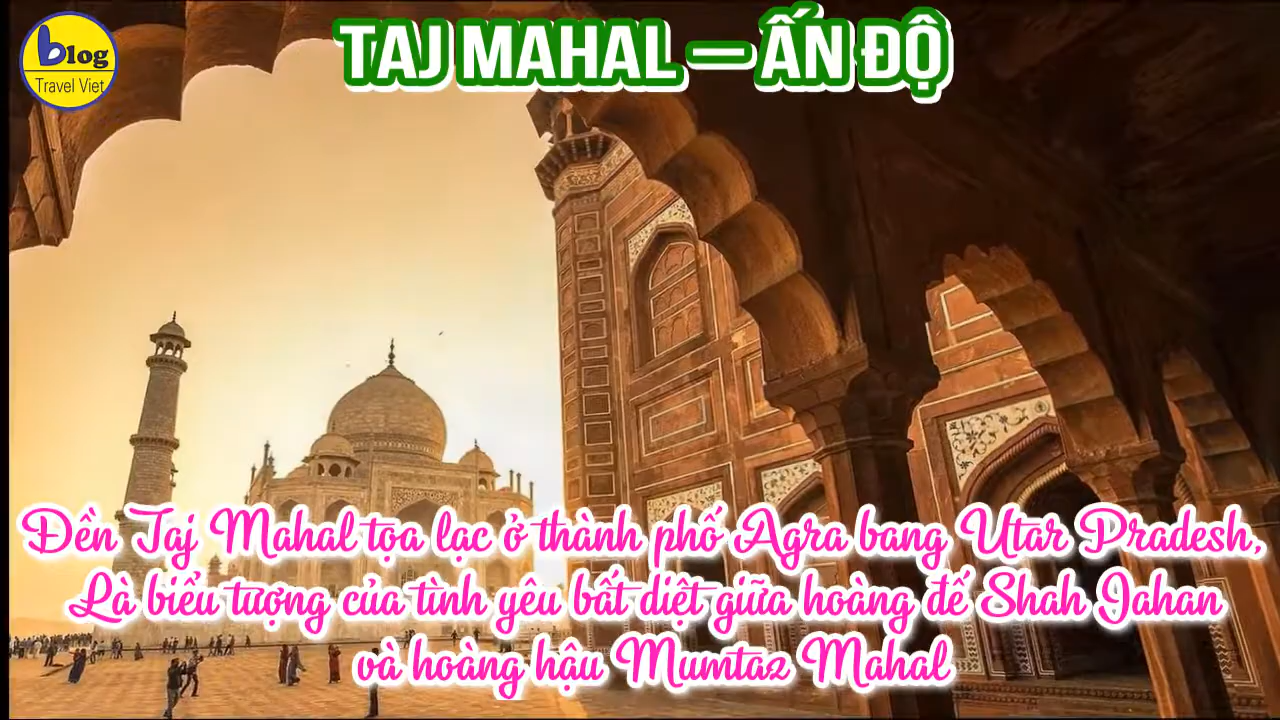 blog
Travel Viet
TAJ MAHAL – ẤN ĐỘ
Đền Taj Mahal tọa lạc ở thành phố Agra bang Utar Pradesh,
Là biểu tượng của tình yêu bất diệt giữa hoàng đế Shah Jahan
và hoàng hậu Mumtaz Mahal